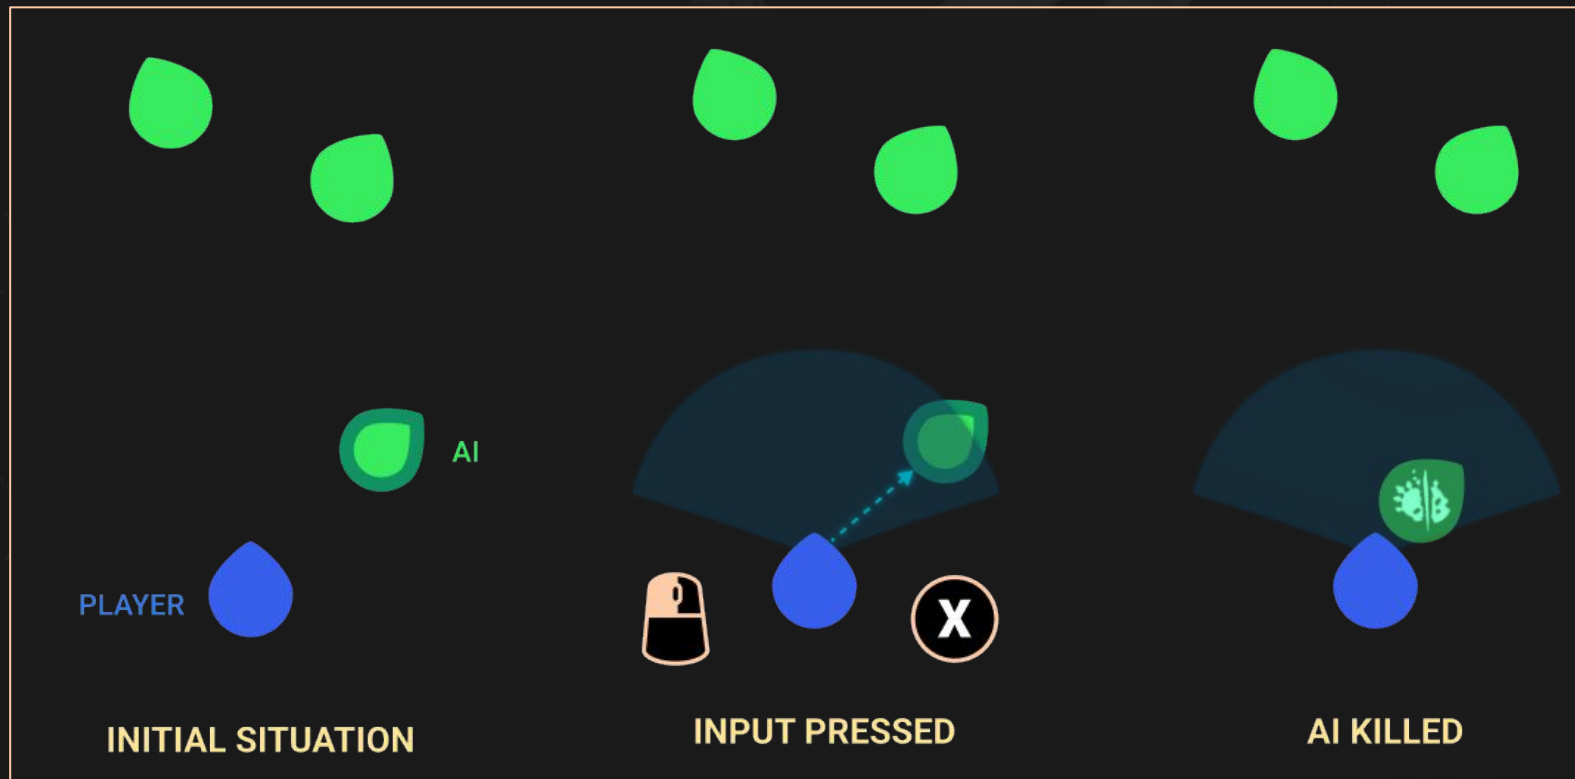 AI
PLAYER
X
INITIAL SITUATION
INPUT PRESSED
AI KILLED